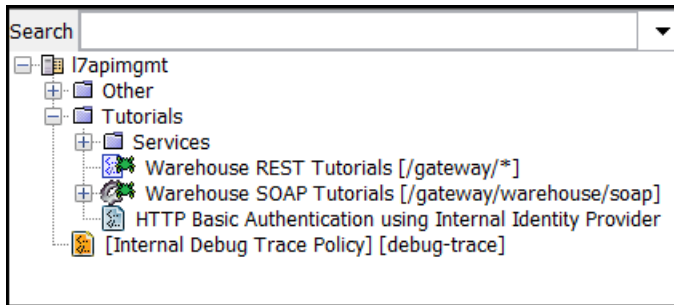 Search
l7apimgmt
Other
Tutorials
Services
Warehouse REST Tutorials [/gateway/*]
Warehouse SOAP Tutorials [/gateway/warehouse/soap]
HTTP Basic Authentication using Internal Identity Provider
[Internal Debug Trace Policy] [debug-trace]